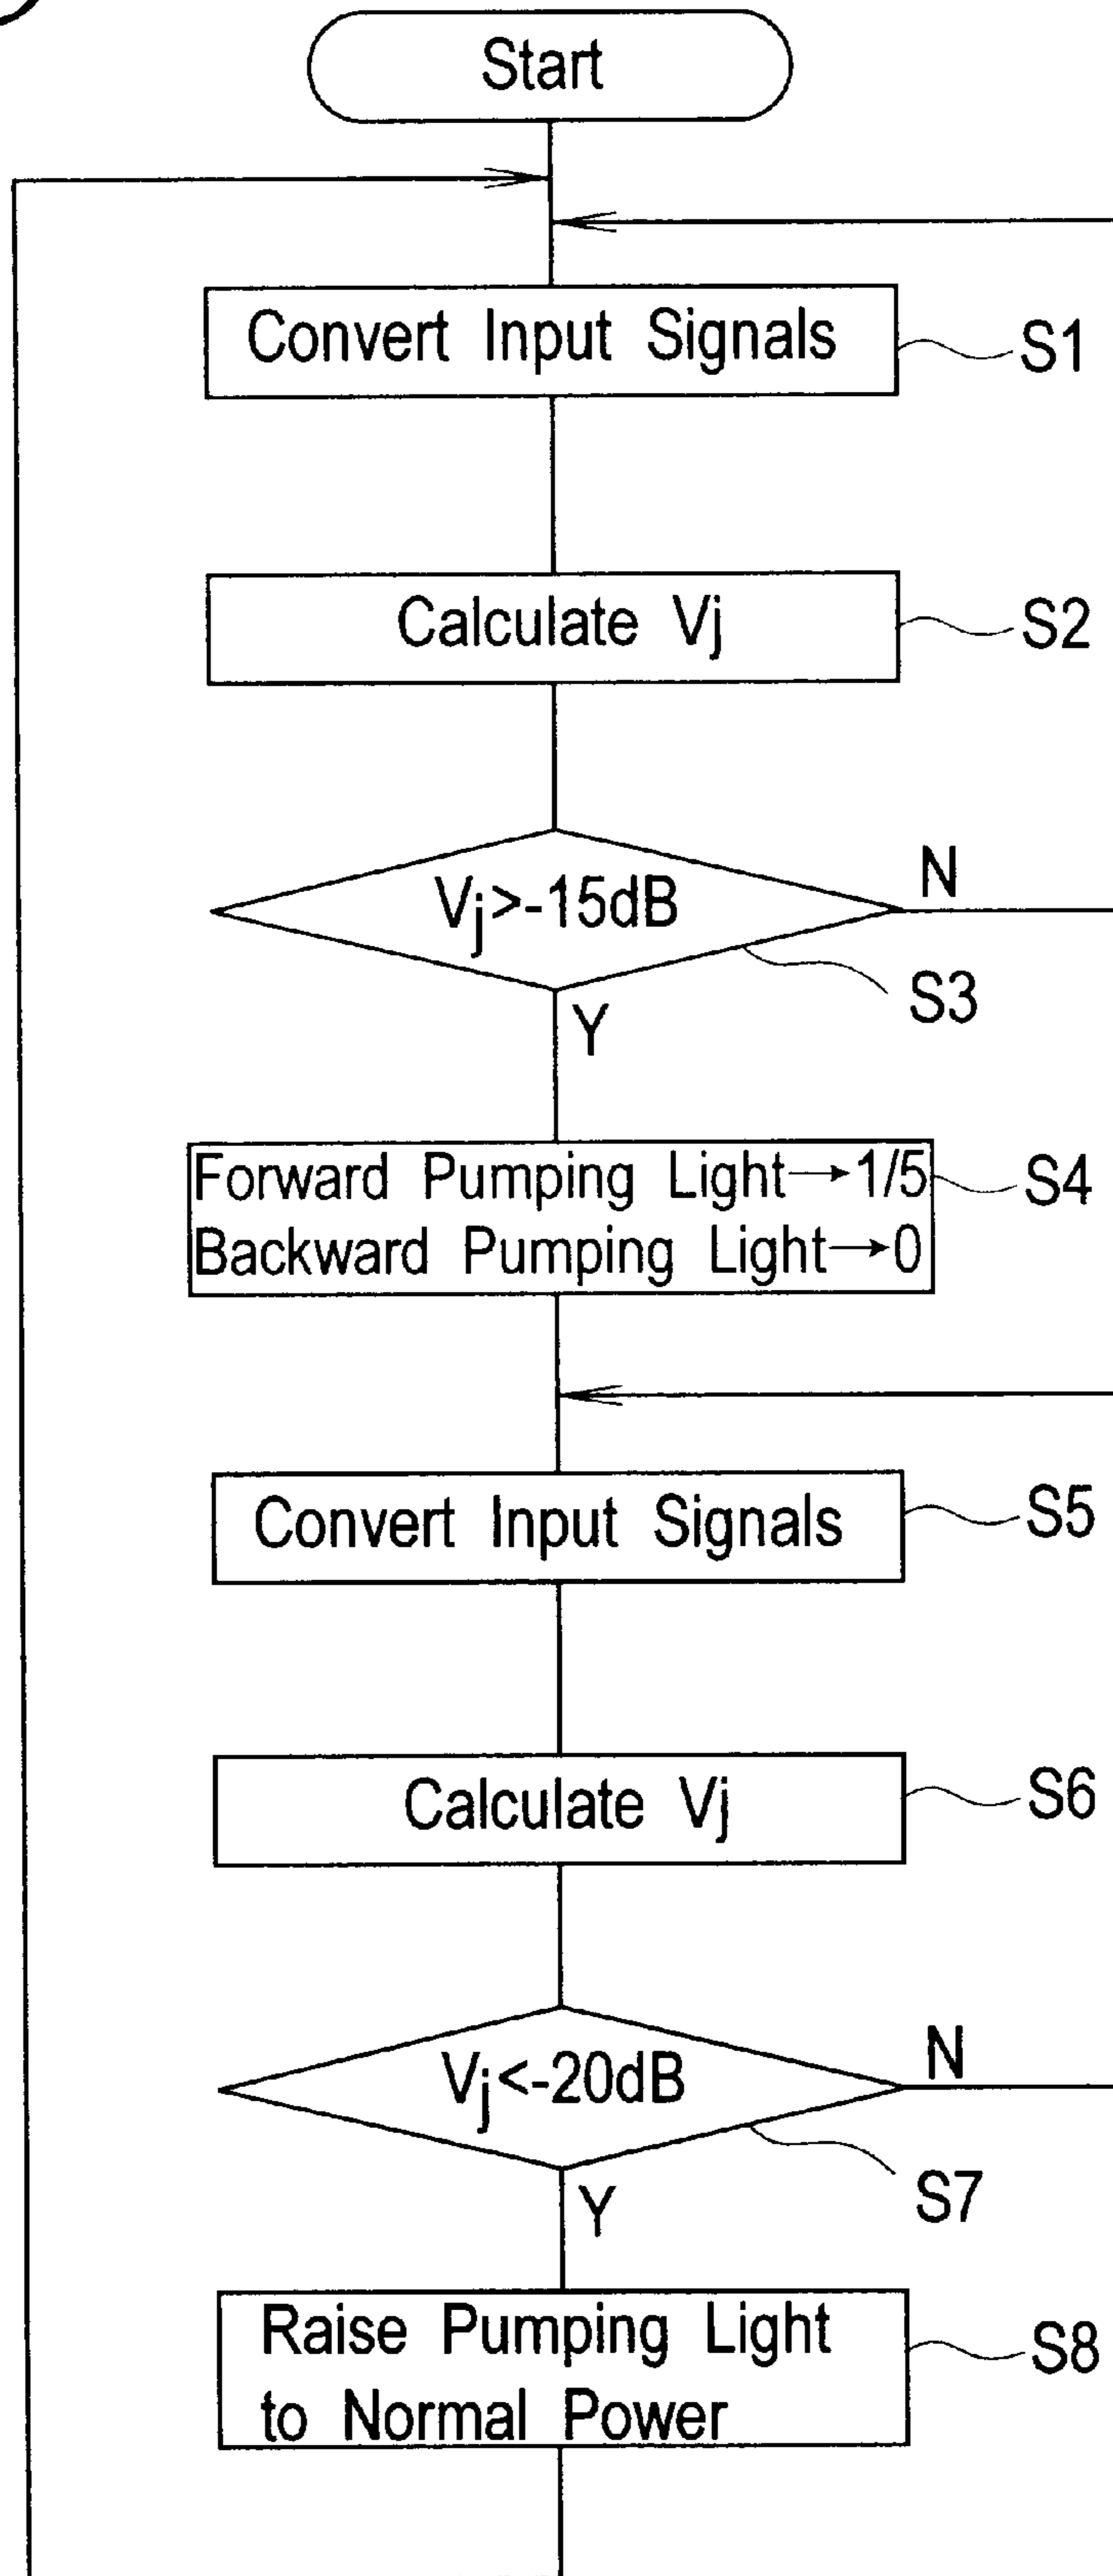 Start
Convert Input Signals
S1
Calculate Vj
S2
Vj>-15dB
N
S3
Y
Forward Pumping Light→1/5
Backward Pumping Light→0
S4
Convert Input Signals
S5
Calculate Vj
S6
Vj<-20dB
N
S7
Y
Raise Pumping Light
to Normal Power
S8